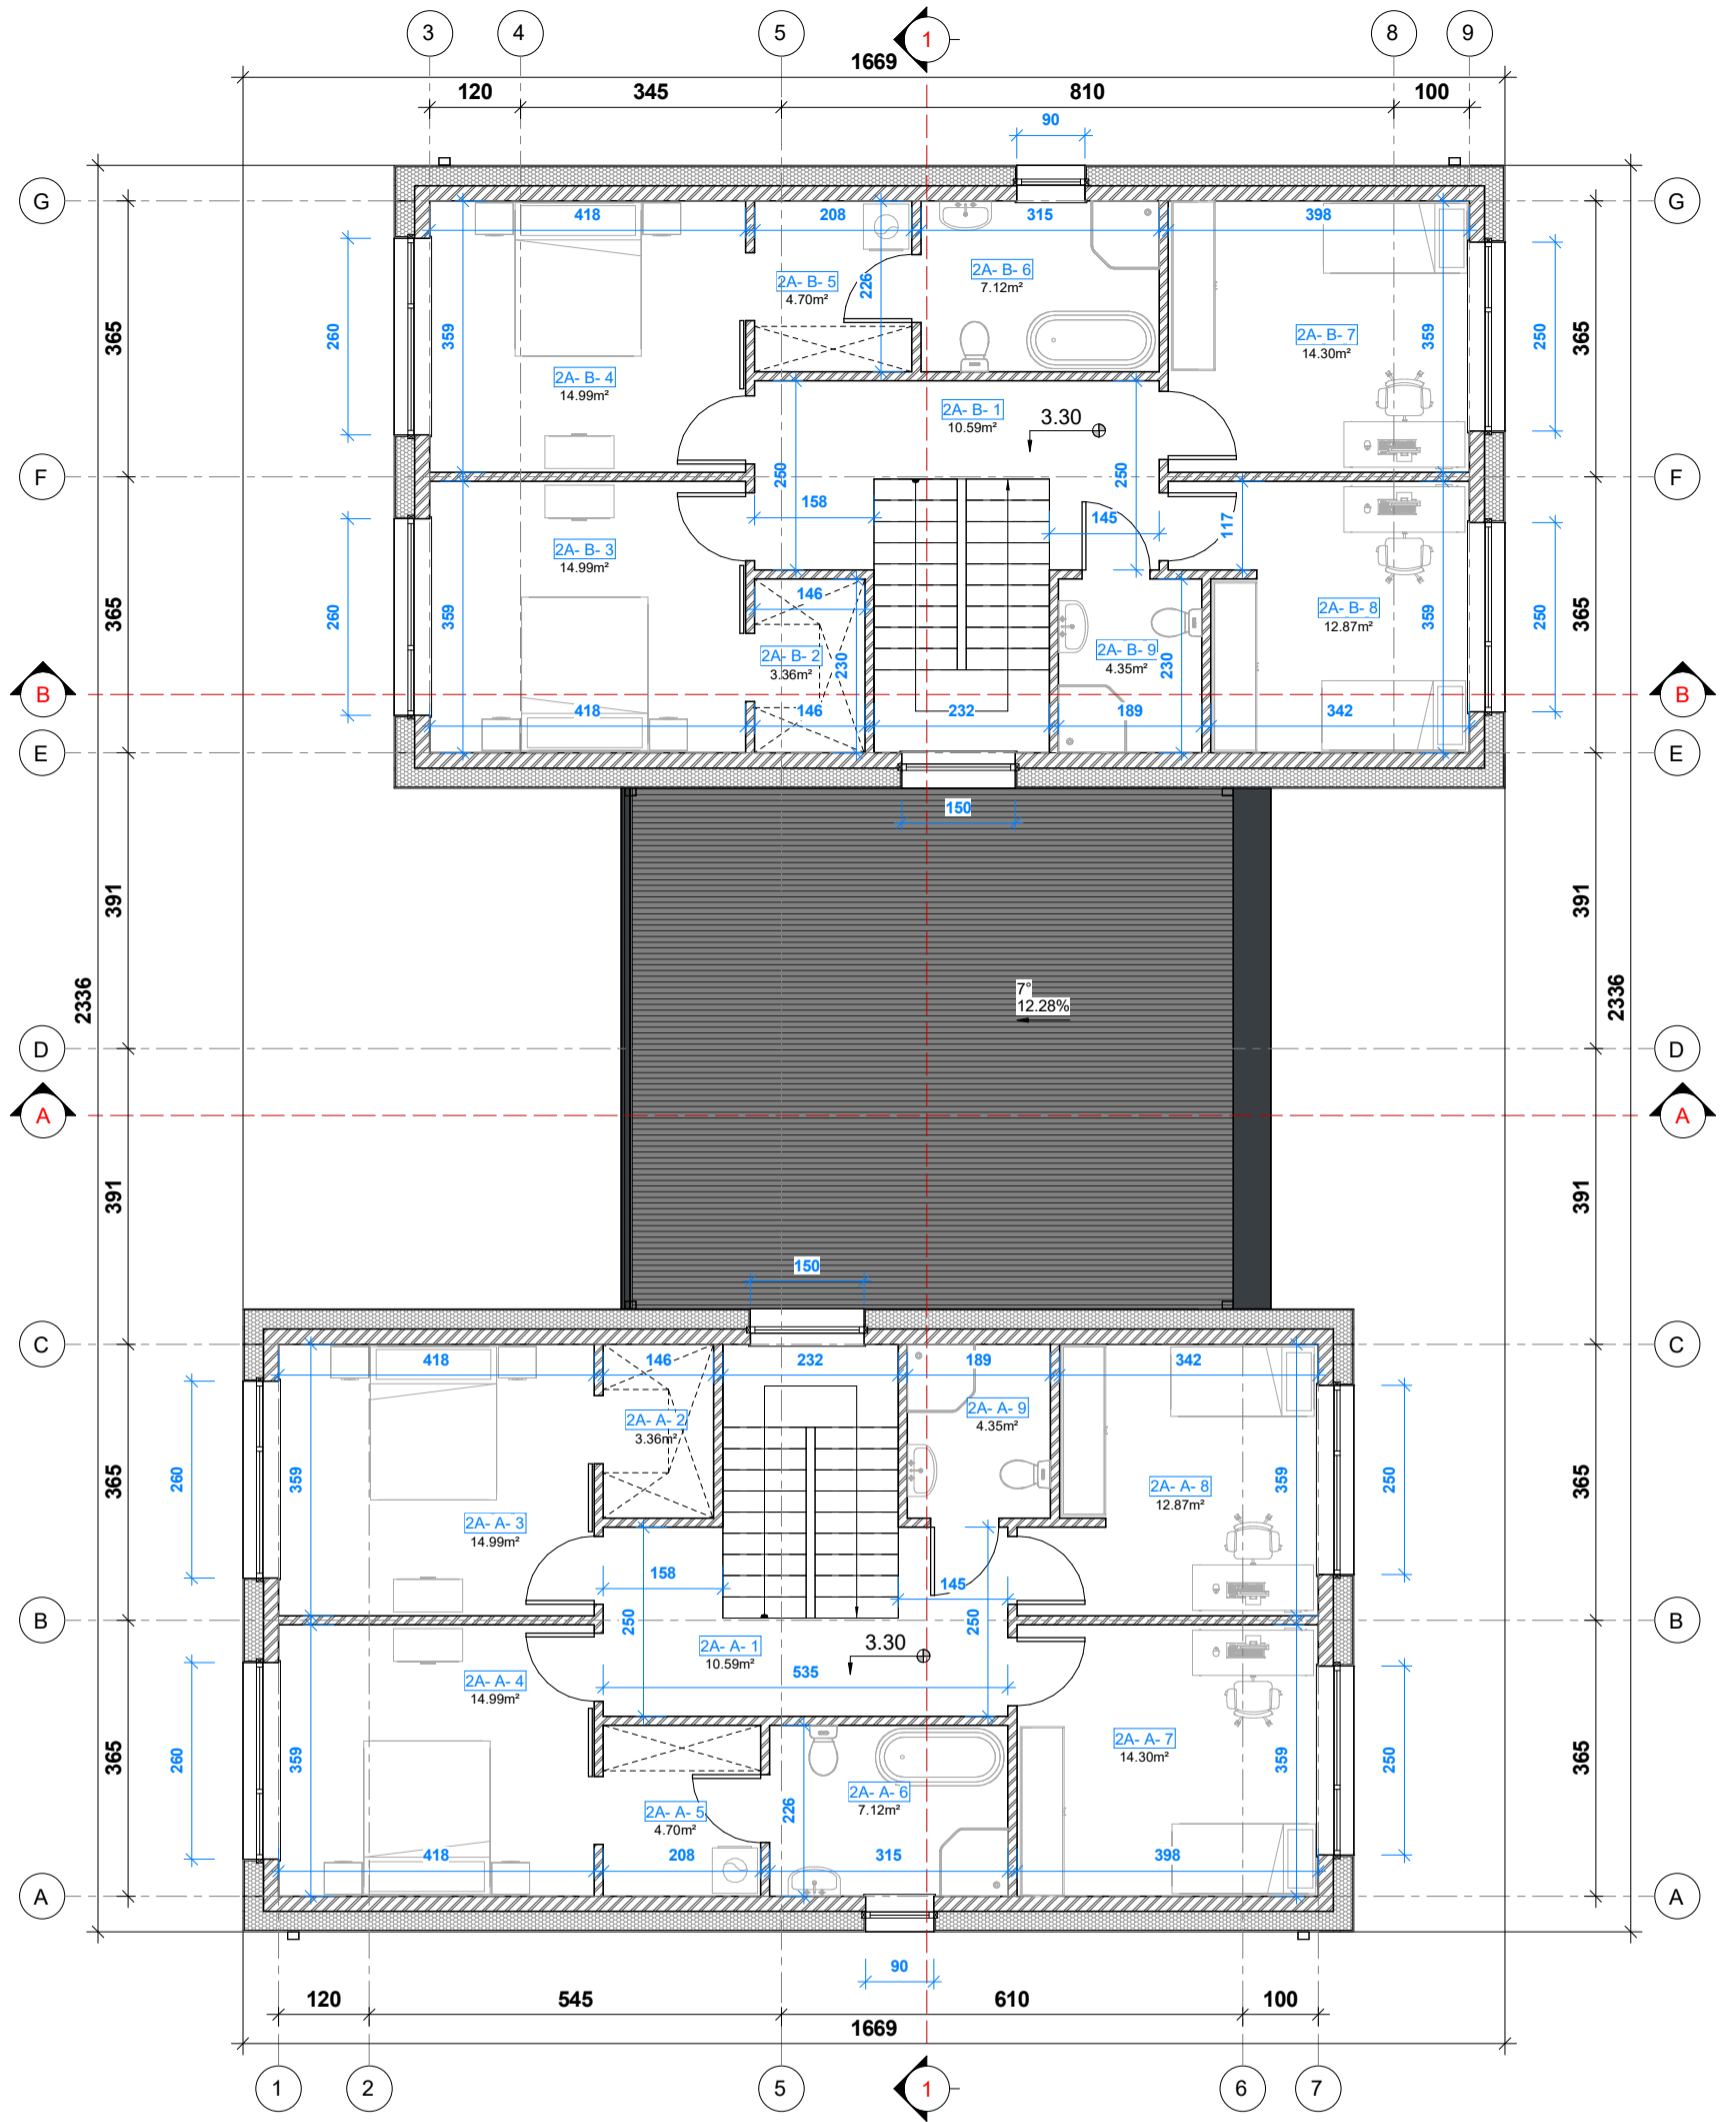 3 4 5 1 8 9
1669
120 345 810 100
90
G G
418 208 315 398
2A- B- 5
4.70m²
226
2A- B- 6
7.12m²
365 260 359
2A- B- 7
14.30m²
359 250 365
2A- B- 4
14.99m²
2A- B- 1
10.59m²
3.30
F F
250 250
158 145 117
2A- B- 3
14.99m²
365 260 359
146
2A- B- 8
12.87m²
359 250 365
2A- B- 2
3.36m²
230
2A- B- 9
4.35m²
230
B B
418 146 232 189 342
E E
150
391 391
2336 2336
7°
12.28%
D D
A A
391 391
150
C C
418 146 232 189 342
2A- A- 2
3.36m²
2A- A- 9
4.35m²
365 260 359
2A- A- 8
12.87m²
359 250 365
2A- A- 3
14.99m²
158 145
B B
250 250
2A- A- 1
10.59m²
3.30
535
2A- A- 4
14.99m²
365 260 359
2A- A- 7
14.30m²
359 250 365
2A- A- 6
7.12m²
2A- A- 5
4.70m²
226
418 208 315 398
A A
90
120 545 610 100
1669
1 2 5 1 6 7